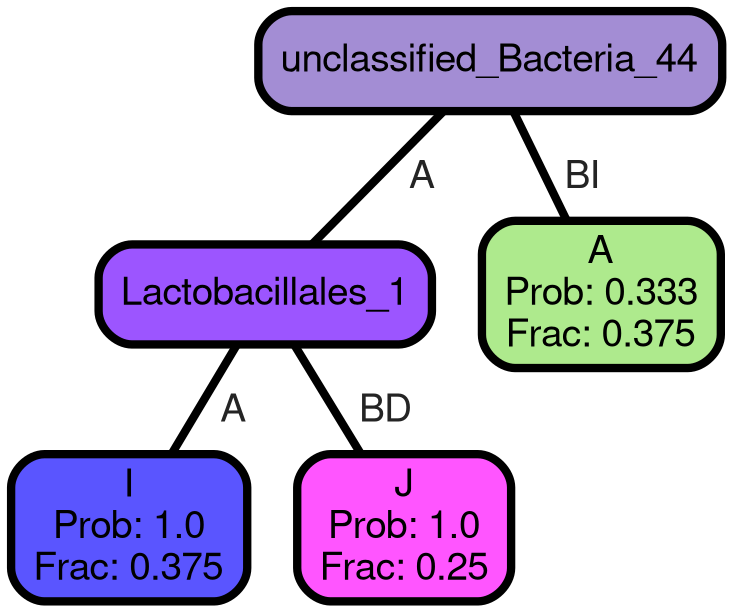 unclassified_Bacteria_44
A
BI
A
Prob: 0.333
Frac: 0.375
Lactobacillales_1
A
BD
I
Prob: 1.0
Frac: 0.375
J
Prob: 1.0
Frac: 0.25